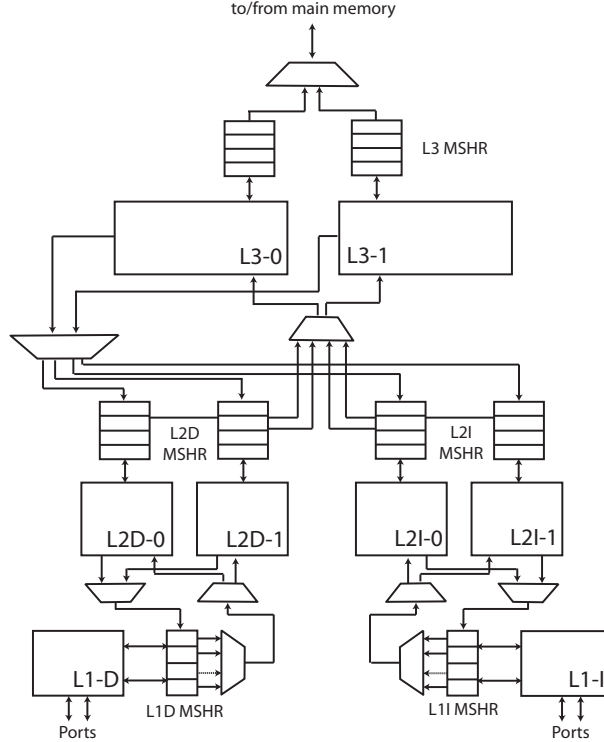 to/from main memory
L3 MSHR
L3-0
L3-1
L2D
MSHR
L2I
MSHR
L2D-0
L2D-1
L2I-0
L2I-1
L1-D
L1-I
L1D MSHR
L1I MSHR
Ports
Ports